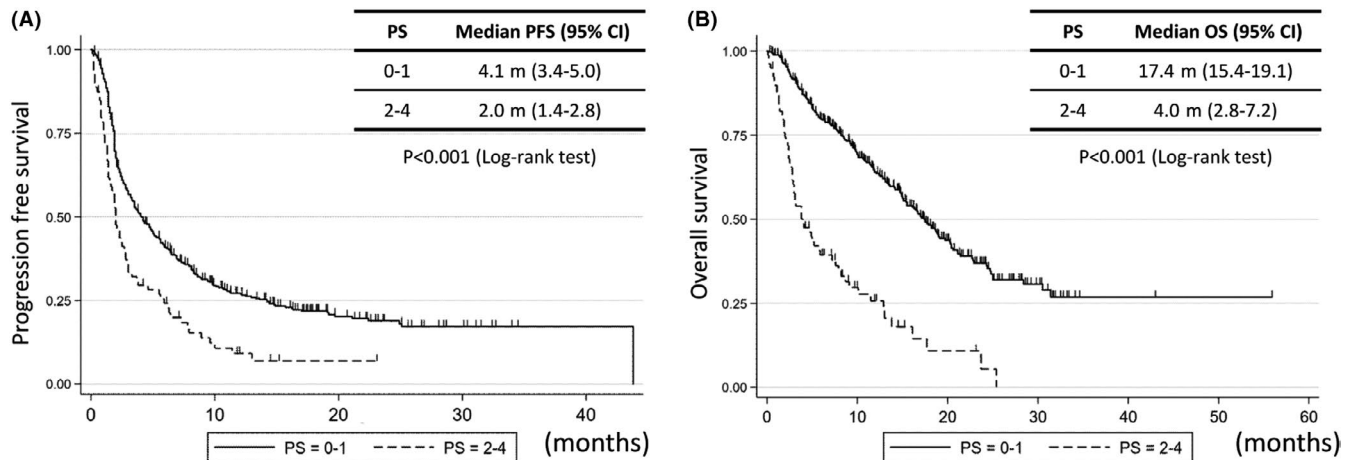 (A)
PS Median PFS (95% CI)
0-1 4.1 m (3.4-5.0)
2-4 2.0 m (1.4-2.8)
P<0.001 (Log-rank test)
Progression free survival
1.00
0.75
0.50
0.25
0.00
0 10 20 30 40
(months)
PS = 0-1 PS = 2-4
(B)
PS Median OS (95% CI)
0-1 17.4 m (15.4-19.1)
2-4 4.0 m (2.8-7.2)
P<0.001 (Log-rank test)
Overall survival
1.00
0.75
0.50
0.25
0.00
0 10 20 30 40 50 60
(months)
PS = 0-1 PS = 2-4